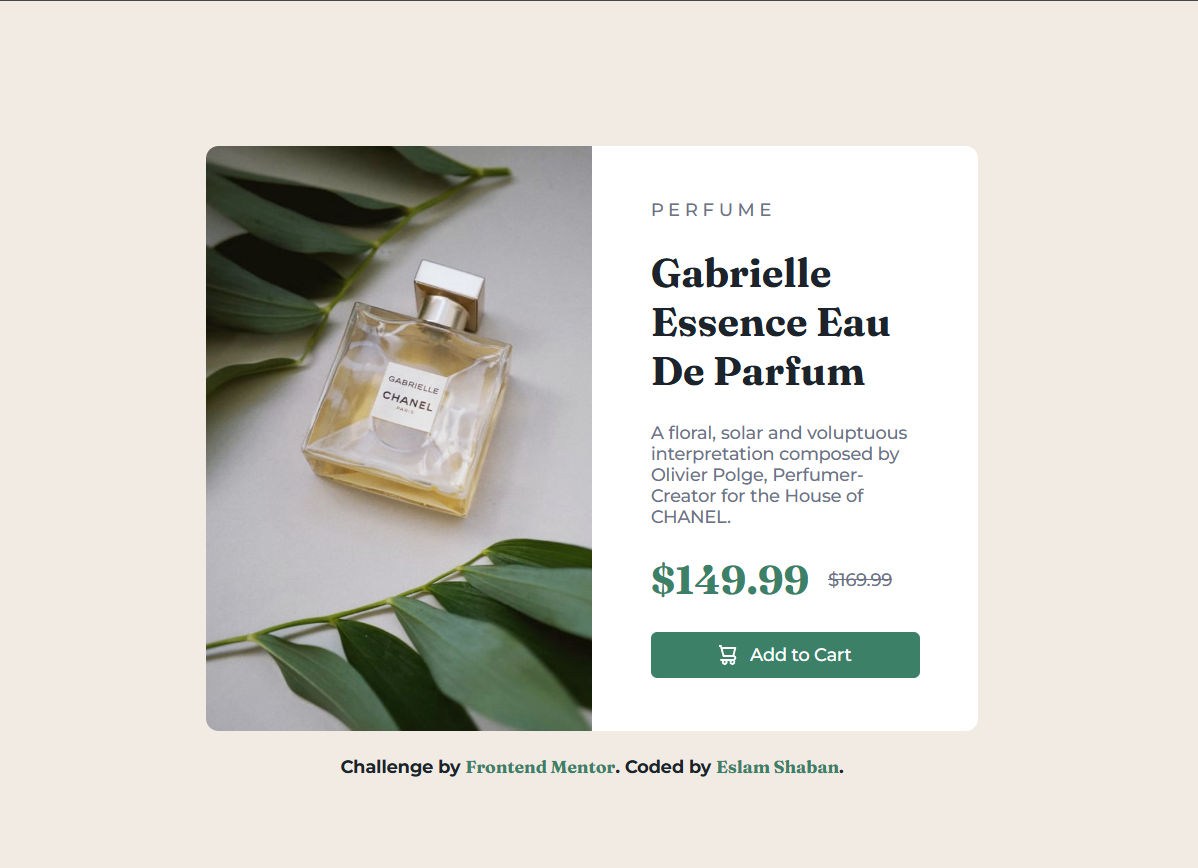 GABRIELLE
CHANEL
PARIS
PERFUME
Gabrielle
Essence Eau
De Parfum
A floral, solar and voluptuous
interpretation composed by
Olivier Polge, Perfumer-
Creator for the House of
CHANEL.
$149.99 $169.99
Add to Cart
Challenge by Frontend Mentor. Coded by Eslam Shaban.